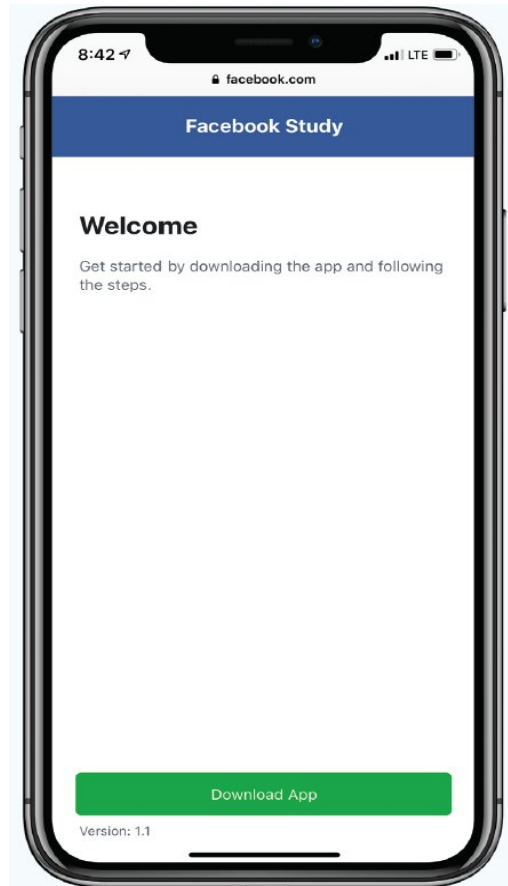 8:42 LTE
facebook.com
Facebook Study
Welcome
Get started by downloading the app and following
the steps.
Download App
Version: 1.1